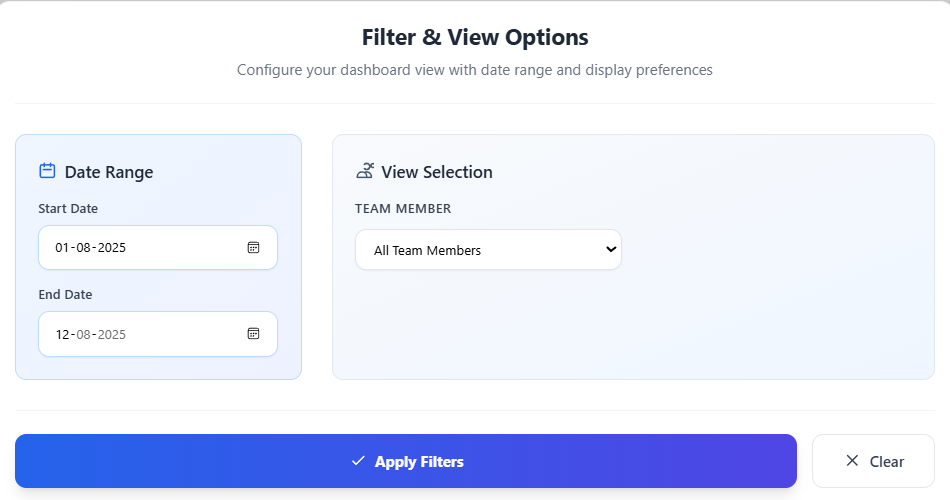 Filter & View Options
Configure your dashboard view with date range and display preferences
Date Range
Start Date
01-08-2025
End Date
12-08-2025
View Selection
TEAM MEMBER
All Team Members
Apply Filters
Clear